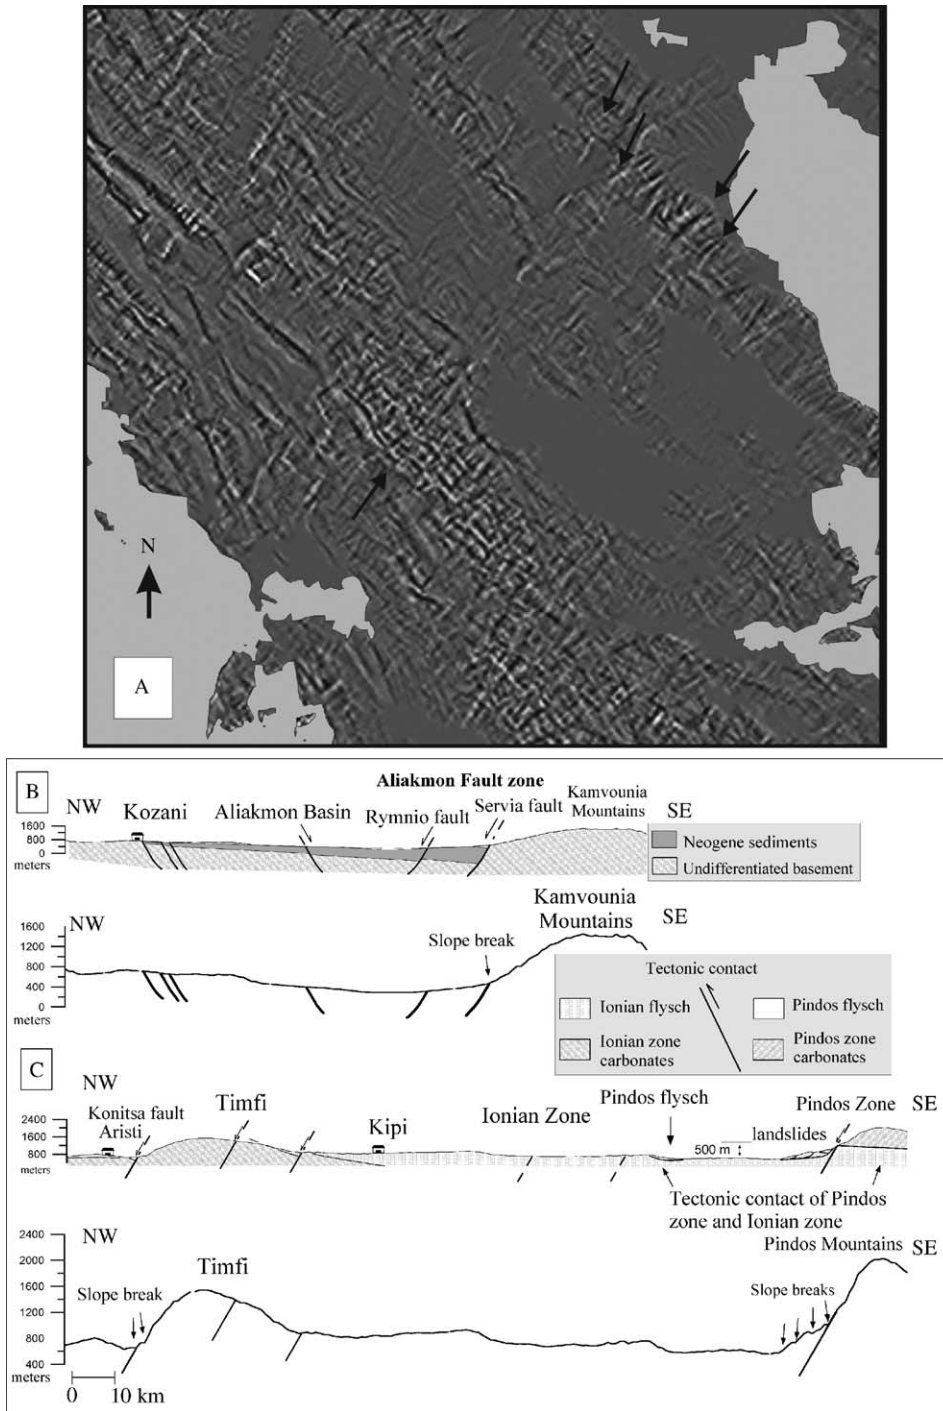 N
A
B
Aliakmon Fault zone
NW
Kozani
Aliakmon Basin
Rymnio fault
Servia fault
Kamvounia
Mountains
SE
1600
800
0
meters
Neogene sediments
Undifferentiated basement
NW
Kamvounia
Mountains
SE
Slope break
1600
1200
800
400
0
meters
Tectonic contact
Ionian flysch
Pindos flysch
Ionian zone
carbonates
Pindos zone
carbonates
C
NW
Konitsa fault
Aristi
Timfi
Kipi
Ionian Zone
Pindos flysch
Pindos Zone
SE
landslides
500 m
2400
1600
800
meters
Tectonic contact of Pindos
zone and Ionian zone
NW
Timfi
Pindos Mountains
SE
Slope break
Slope breaks
2400
2000
1600
1200
800
400
meters
0 10 km